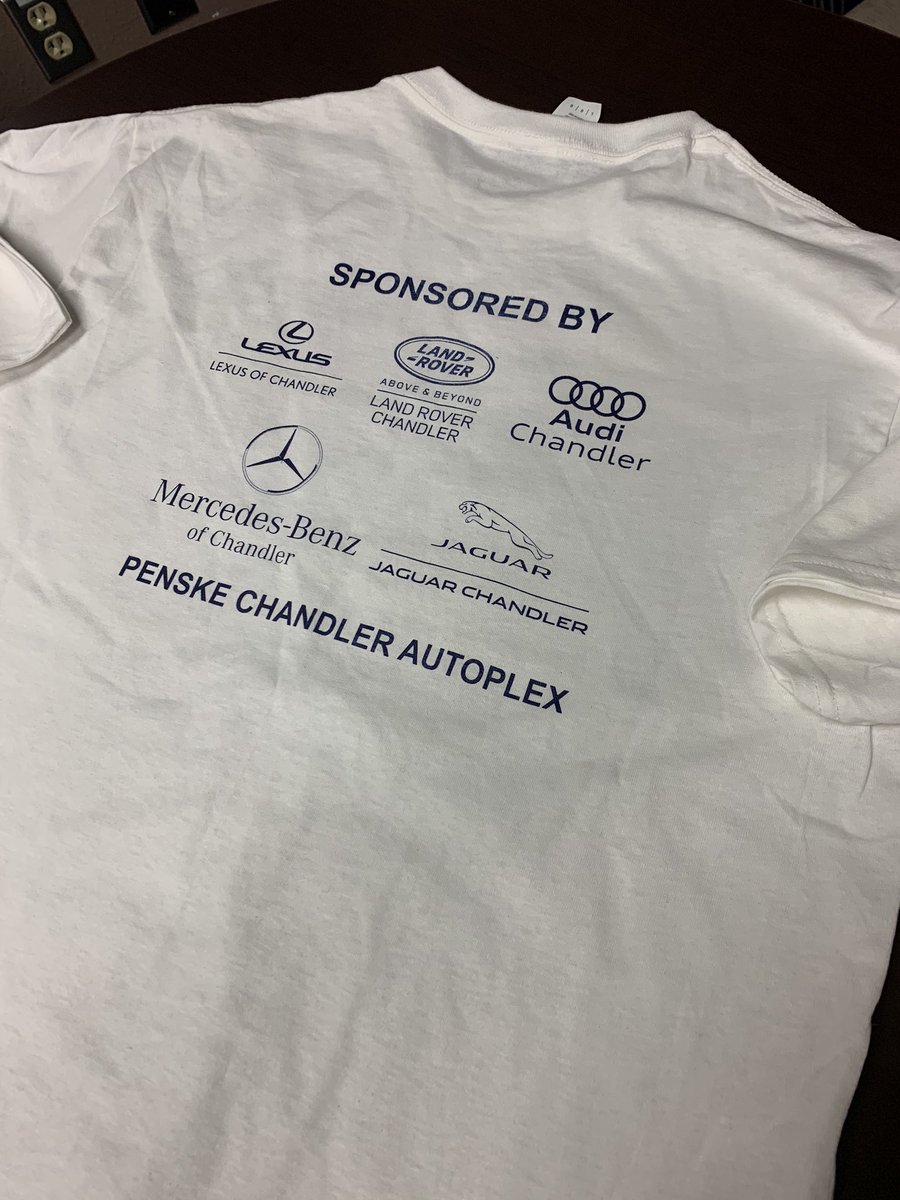 SPONSORED BY
LEXUS
LEXUS OF CHANDLER
LAND-
-ROVER
ABOVE & BEYOND
LAND ROVER
CHANDLER
Audi
Chandler
Mercedes-Benz
of Chandler
JAGUAR
JAGUAR CHANDLER
PENSKE CHANDLER AUTOPLEX